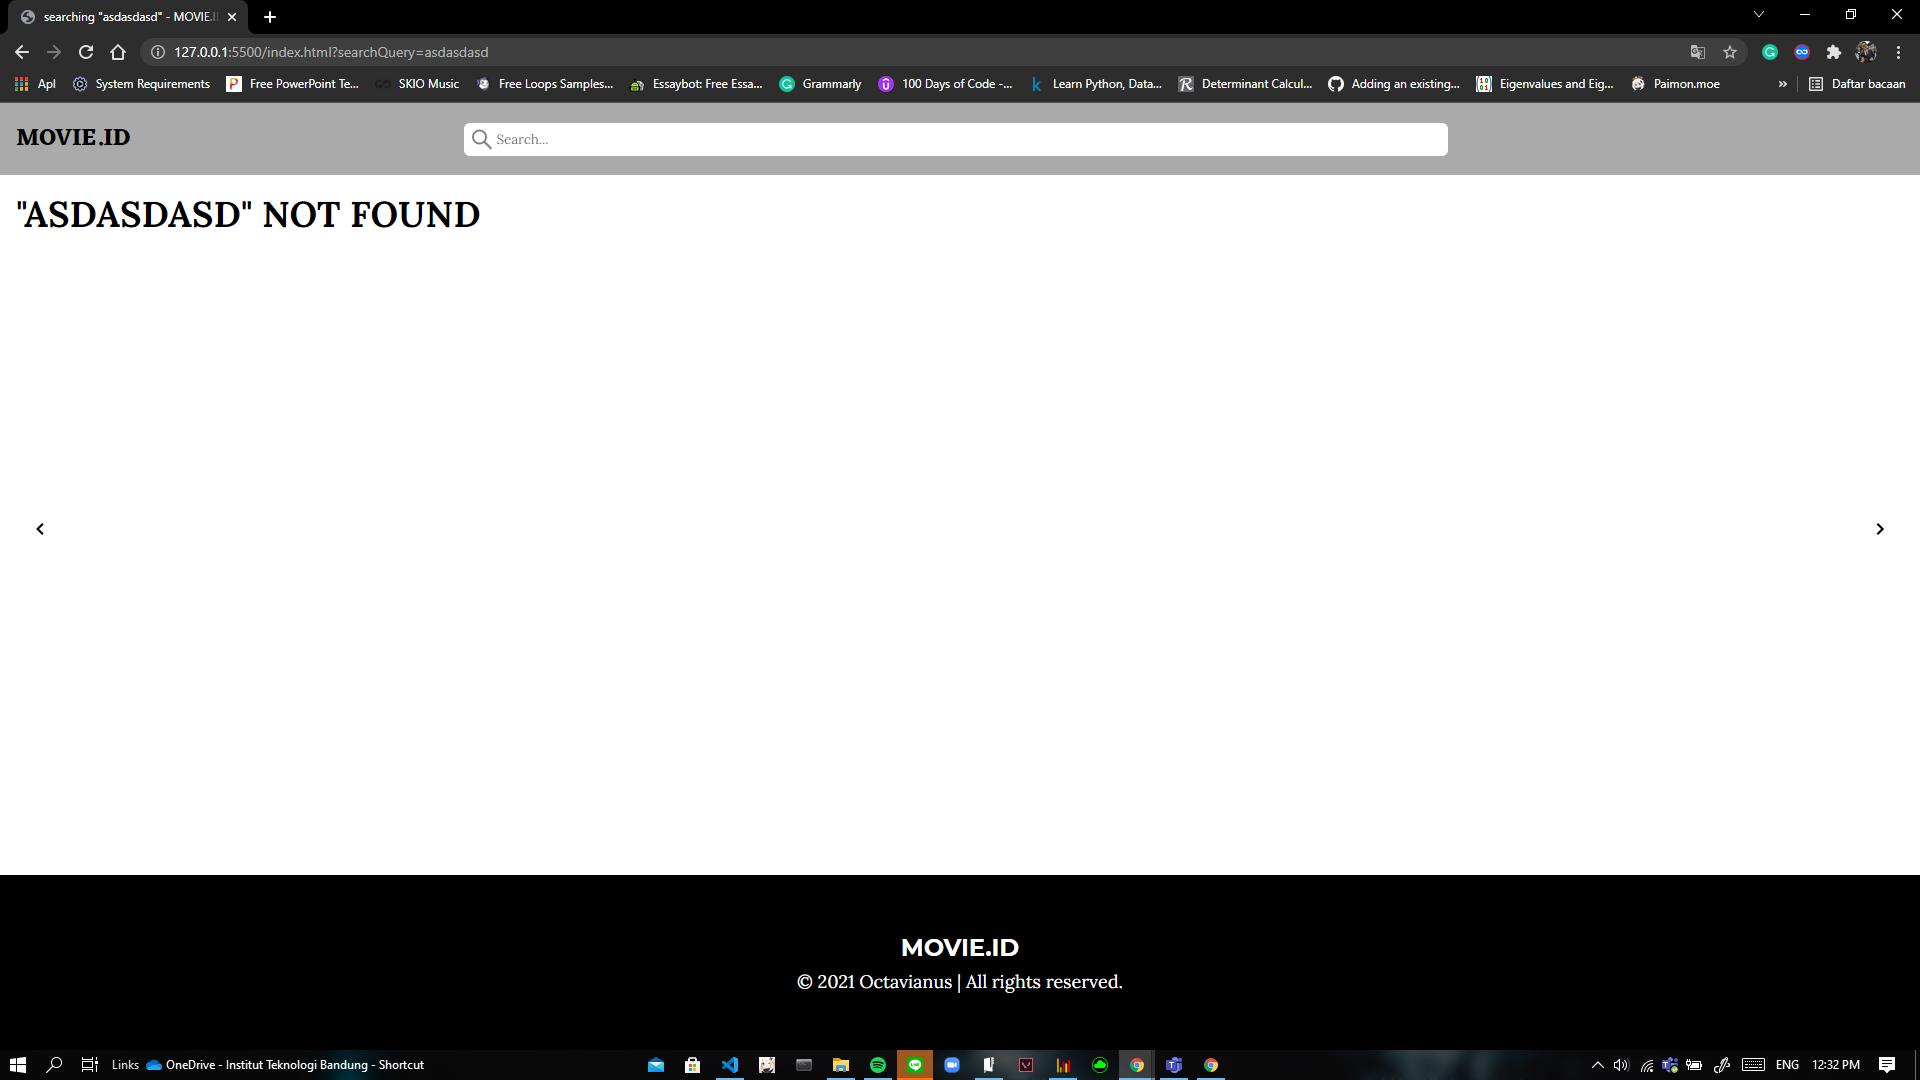 searching "asdasdasd" - MOVIE.I
127.0.0.1:5500/index.html?searchQuery=asdasdasd
Apl
System Requirements
Free PowerPoint Te...
SKIO Music
Free Loops Samples...
Essaybot: Free Essa...
Grammarly
100 Days of Code -...
Learn Python, Data...
Determinant Calcul...
Adding an existing...
Eigenvalues and Eig...
Paimon.moe
»
Daftar bacaan
MOVIE.ID
Search...
"ASDASDASD" NOT FOUND
MOVIE.ID
© 2021 Octavianus | All rights reserved.
Links
OneDrive - Institut Teknologi Bandung - Shortcut
ENG
12:32 PM